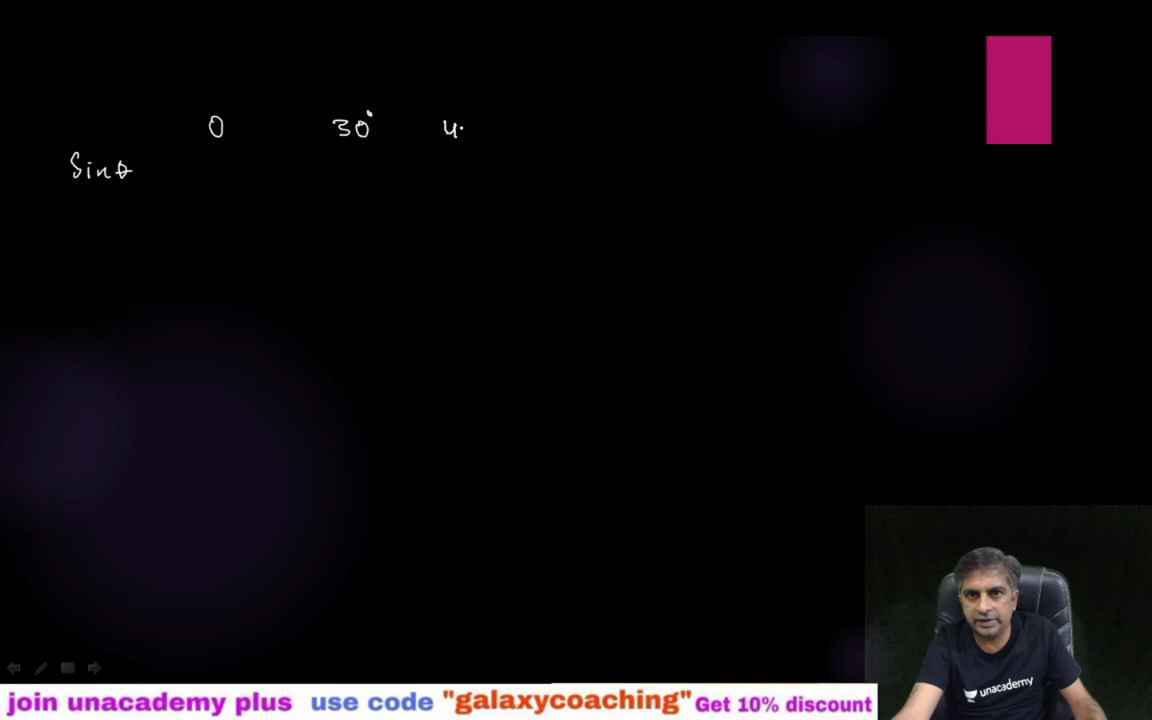 0 30° 4
Sinθ
unacademy
join unacademy plus use code "galaxycoaching" Get 10% discount